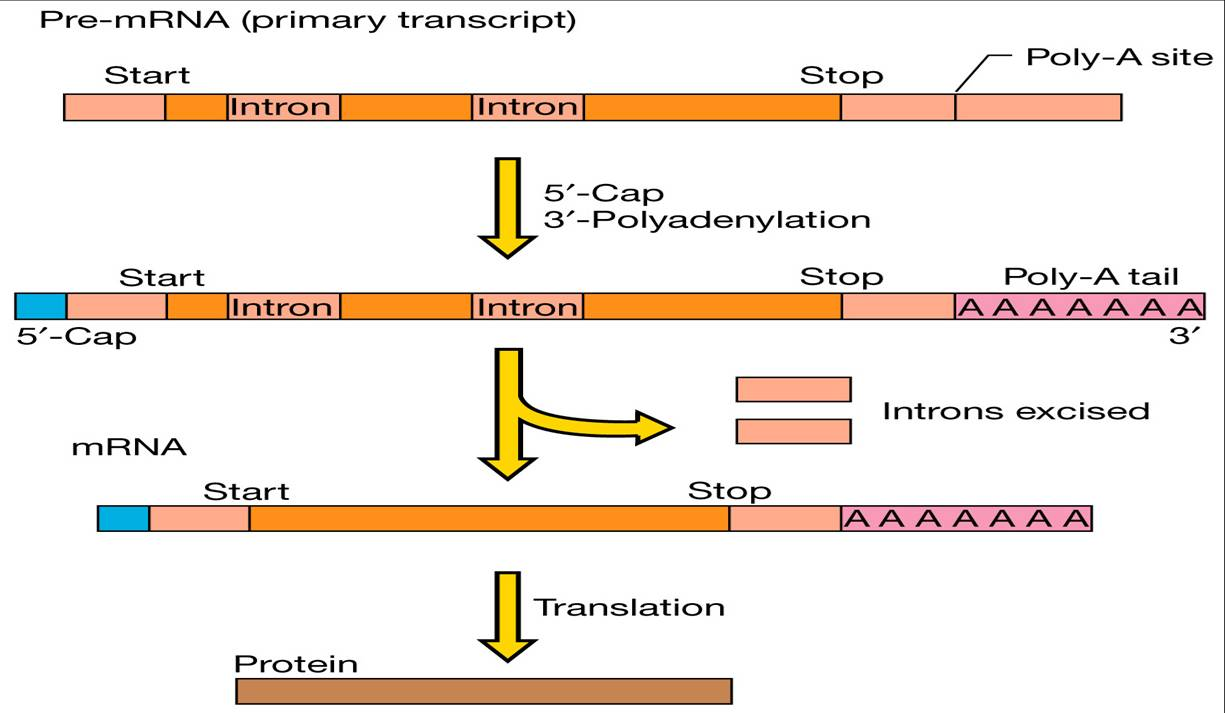 Pre-mRNA (primary transcript)
Start
Stop
Poly-A site
Intron
Intron
5′-Cap
3′-Polyadenylation
Start
Stop
Poly-A tail
Intron
Intron
A A A A A A A
5′-Cap
3′
Introns excised
mRNA
Start
Stop
A A A A A A A
Translation
Protein